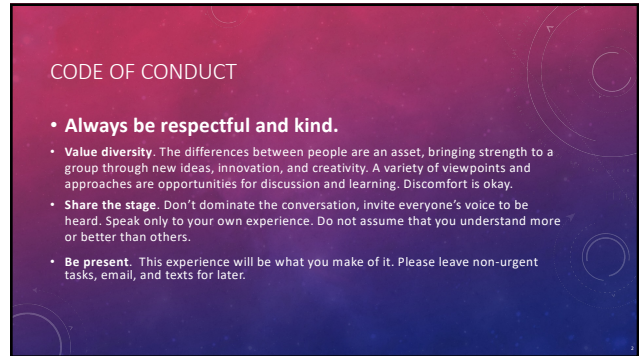 CODE OF CONDUCT
• Always be respectful and kind.
• Value diversity. The differences between people are an asset, bringing strength to a
group through new ideas, innovation, and creativity. A variety of viewpoints and
approaches are opportunities for discussion and learning. Discomfort is okay.
• Share the stage. Don't dominate the conversation, invite everyone's voice to be
heard. Speak only to your own experience. Do not assume that you understand more
or better than others.
• Be present.  This experience will be what you make of it. Please leave non-urgent
tasks, email, and texts for later.
2